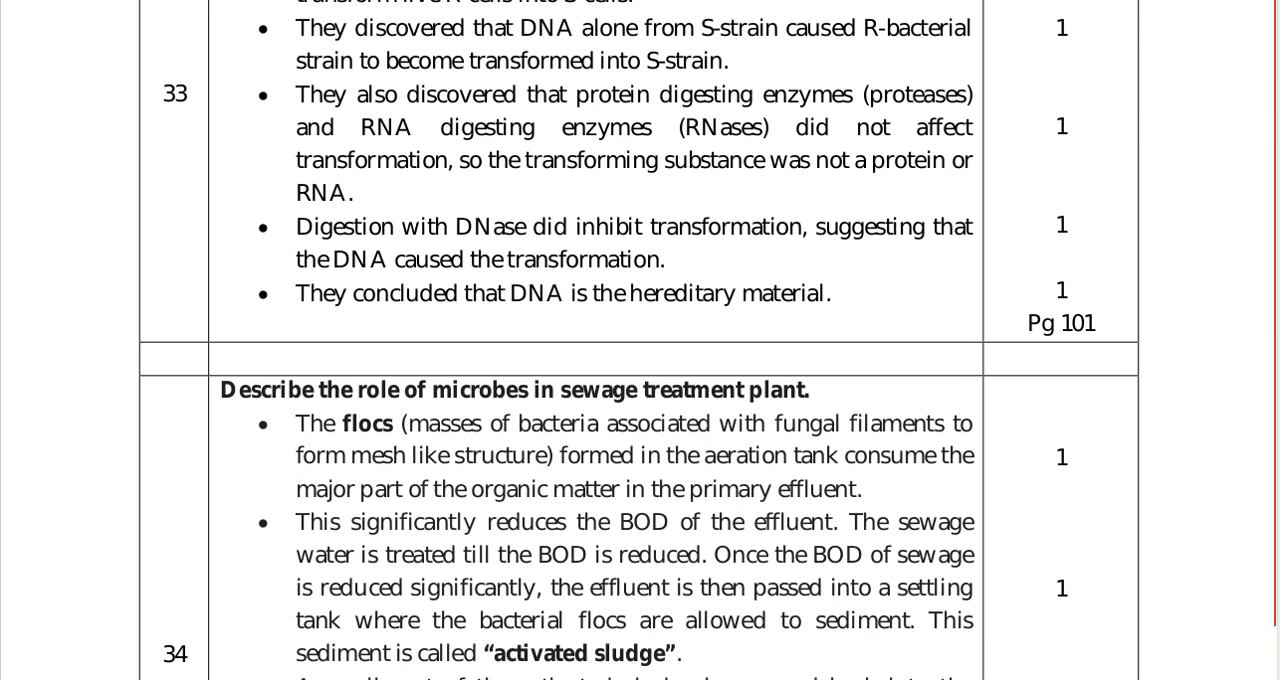 They discovered that DNA alone from S-strain caused R-bacterial 1
strain to become transformed into S-strain.
33 They also discovered that protein digesting enzymes (proteases)
and RNA digesting enzymes (RNases) did not affect 1
transformation, so the transforming substance was not a protein or
RNA.
Digestion with DNase did inhibit transformation, suggesting that 1
the DNA caused the transformation.
They concluded that DNA is the hereditary material. 1
Pg 101
Describe the role of microbes in sewage treatment plant.
The flocs (masses of bacteria associated with fungal filaments to
form mesh like structure) formed in the aeration tank consume the 1
major part of the organic matter in the primary effluent.
This significantly reduces the BOD of the effluent. The sewage
water is treated till the BOD is reduced. Once the BOD of sewage
is reduced significantly, the effluent is then passed into a settling 1
tank where the bacterial flocs are allowed to sediment. This
34 sediment is called “activated sludge”.